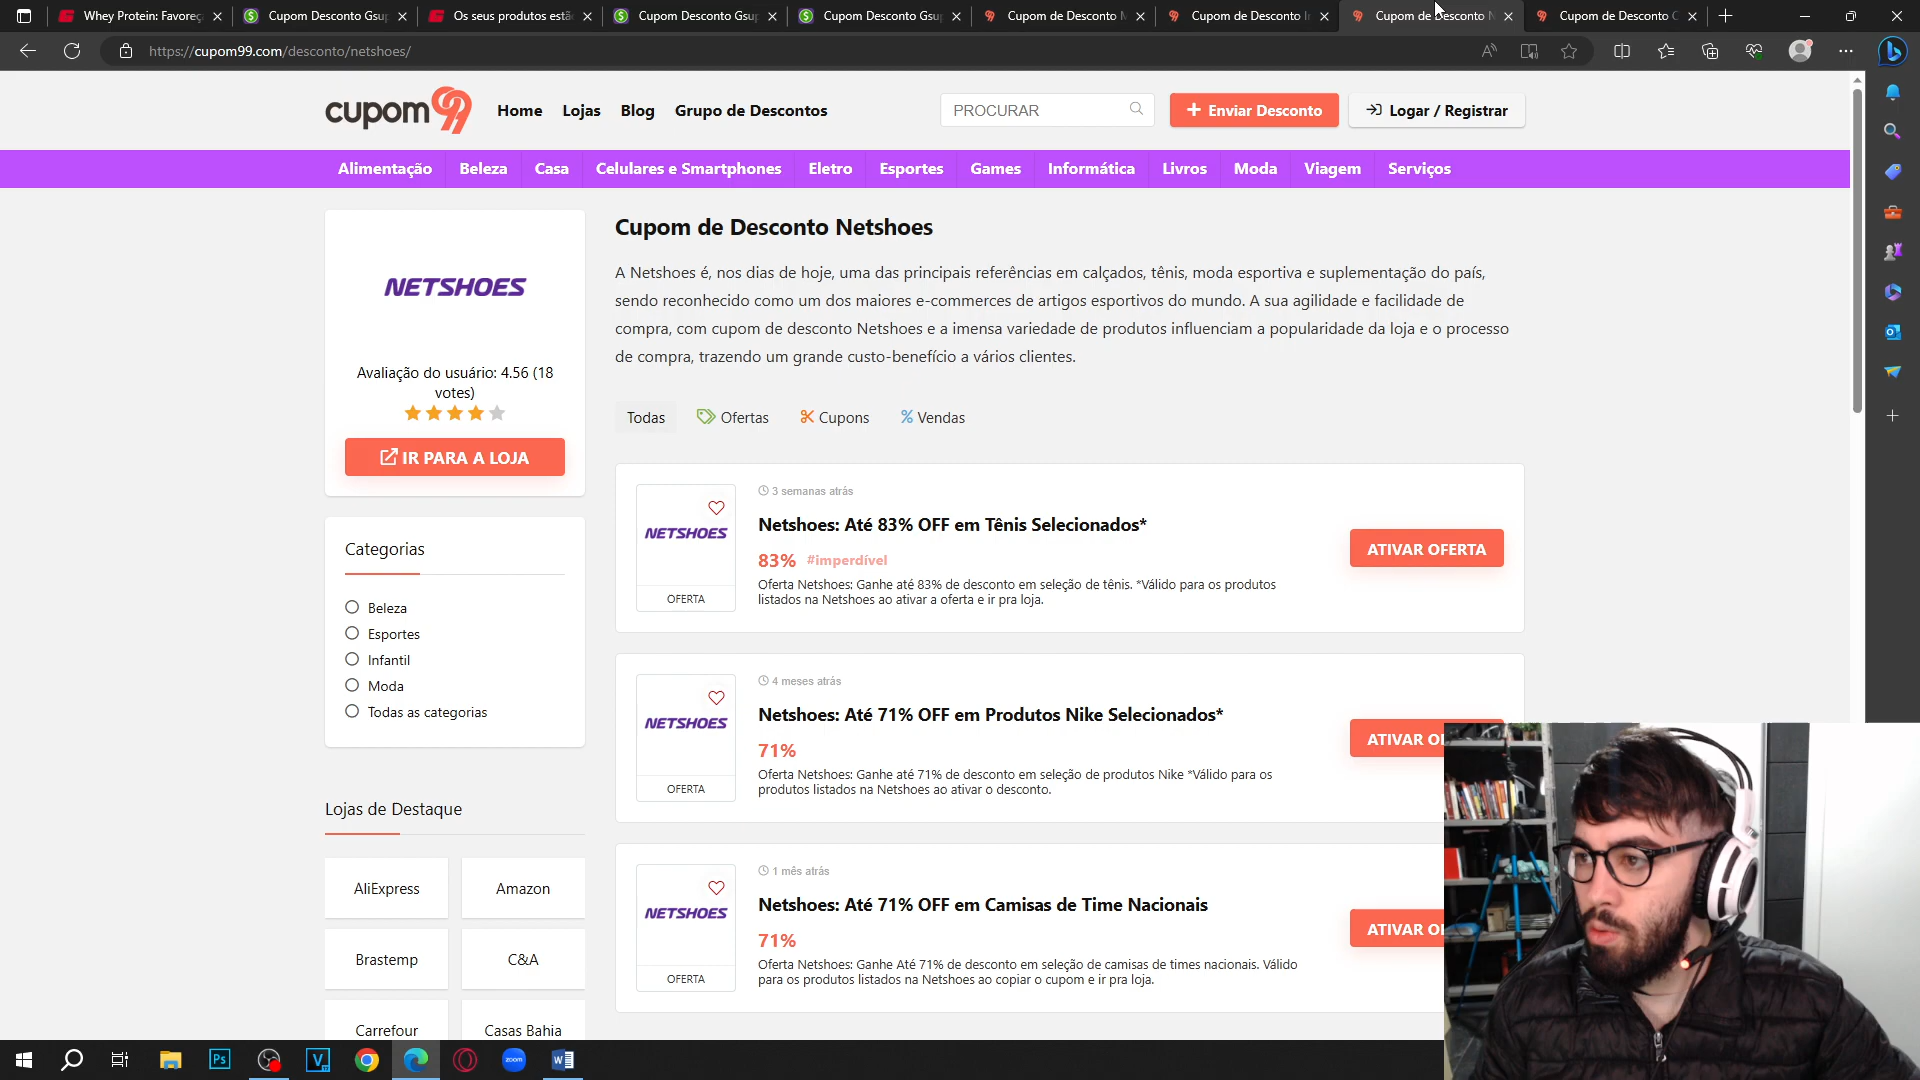 Whey Protein: Favoreç
Cupom Desconto Gsu
Os seus produtos estã
Cupom Desconto Gsu
Cupom Desconto Gsu
Cupom de Desconto
Cupom de Desconto
Cupom de Desconto N
Cupom de Desconto C
https://cupom99.com/desconto/netshoes/
cupom99
Home Lojas Blog Grupo de Descontos
PROCURAR
+ Enviar Desconto
Logar / Registrar
Alimentação Beleza Casa Celulares e Smartphones Eletro Esportes Games Informática Livros Moda Viagem Serviços
NETSHOES
Avaliação do usuário: 4.56 (18
votes)
IR PARA A LOJA
Categorias
Beleza
Esportes
Infantil
Moda
Todas as categorias
Lojas de Destaque
AliExpress Amazon
Brastemp C&A
Carrefour Casas Bahia
Cupom de Desconto Netshoes
A Netshoes é, nos dias de hoje, uma das principais referências em calçados, tênis, moda esportiva e suplementação do país,
sendo reconhecido como um dos maiores e-commerces de artigos esportivos do mundo. A sua agilidade e facilidade de
compra, com cupom de desconto Netshoes e a imensa variedade de produtos influenciam a popularidade da loja e o processo
de compra, trazendo um grande custo-benefício a vários clientes.
Todas Ofertas Cupons % Vendas
NETSHOES
OFERTA
3 semanas atrás
Netshoes: Até 83% OFF em Tênis Selecionados*
83% #imperdível
Oferta Netshoes: Ganhe até 83% de desconto em seleção de tênis. *Válido para os produtos
listados na Netshoes ao ativar a oferta e ir pra loja.
ATIVAR OFERTA
NETSHOES
OFERTA
4 meses atrás
Netshoes: Até 71% OFF em Produtos Nike Selecionados*
71%
Oferta Netshoes: Ganhe até 71% de desconto em seleção de produtos Nike *Válido para os
produtos listados na Netshoes ao ativar o desconto.
ATIVAR O
NETSHOES
OFERTA
1 mês atrás
Netshoes: Até 71% OFF em Camisas de Time Nacionais
71%
Oferta Netshoes: Ganhe Até 71% de desconto em seleção de camisas de times nacionais. Válido
para os produtos listados na Netshoes ao copiar o cupom e ir pra loja.
ATIVAR O
Ps
V
zoom
W